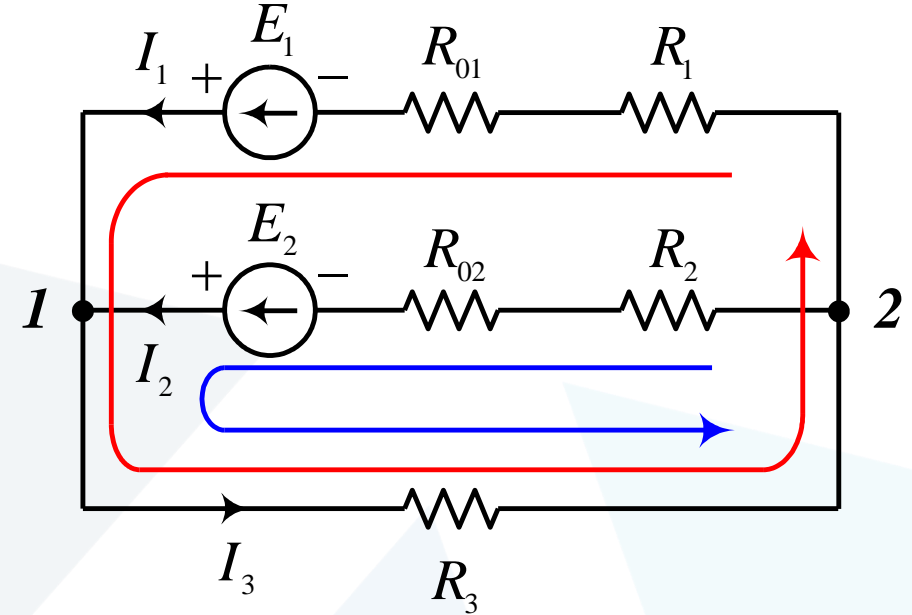 I₁ + E₁ − R₀₁ R₁
E₂ R₀₂ R₂
+ −
1 2
I₂
I₃ R₃